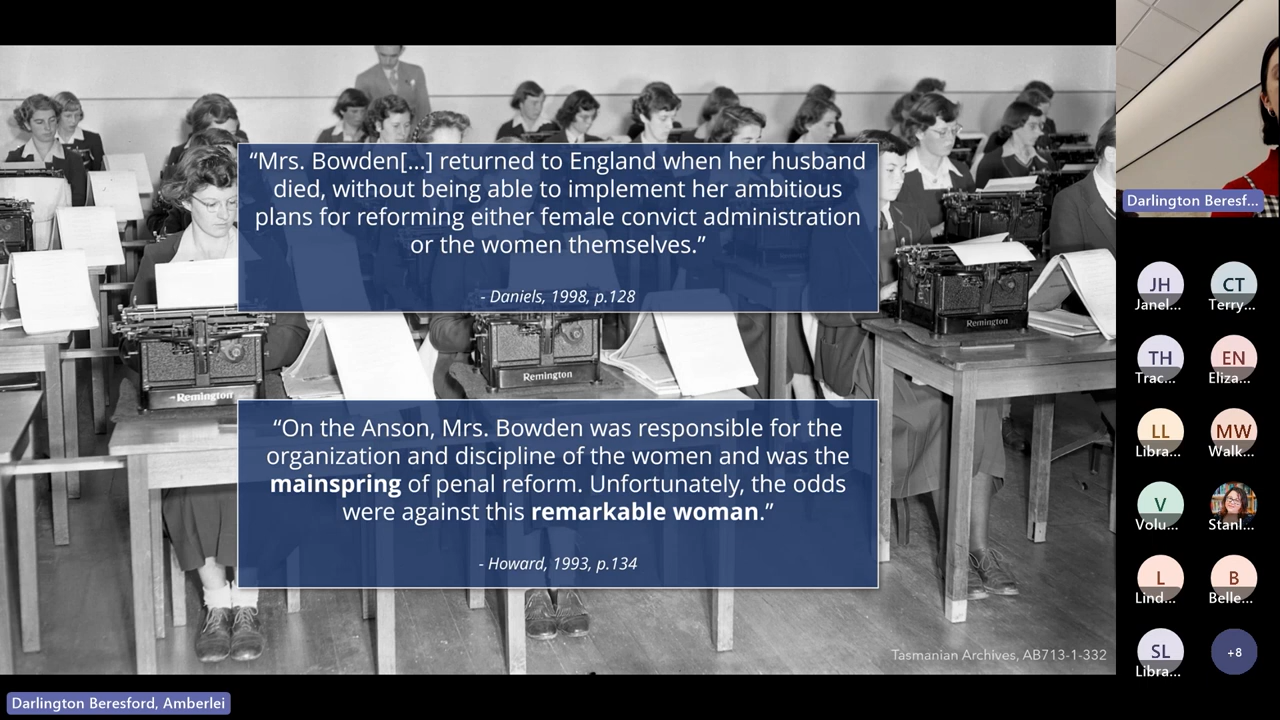 “Mrs. Bowden[...] returned to England when her husband
died, without being able to implement her ambitious
plans for reforming either female convict administration
or the women themselves.”
- Daniels, 1998, p.128
Remington
Remington
Remington
“On the Anson, Mrs. Bowden was responsible for the
organization and discipline of the women and was the
mainspring of penal reform. Unfortunately, the odds
were against this remarkable woman.”
- Howard, 1993, p.134
Tasmanian Archives, AB713-1-332
Darlington Beresford, Amberlei
Darlington Beresf...
JH
Janel...
CT
Terry...
TH
Trac...
EN
Eliza...
LL
Libra...
MW
Walk...
V
Volu...
Stanl...
L
Lind...
B
Belle...
SL
Libra...
+8